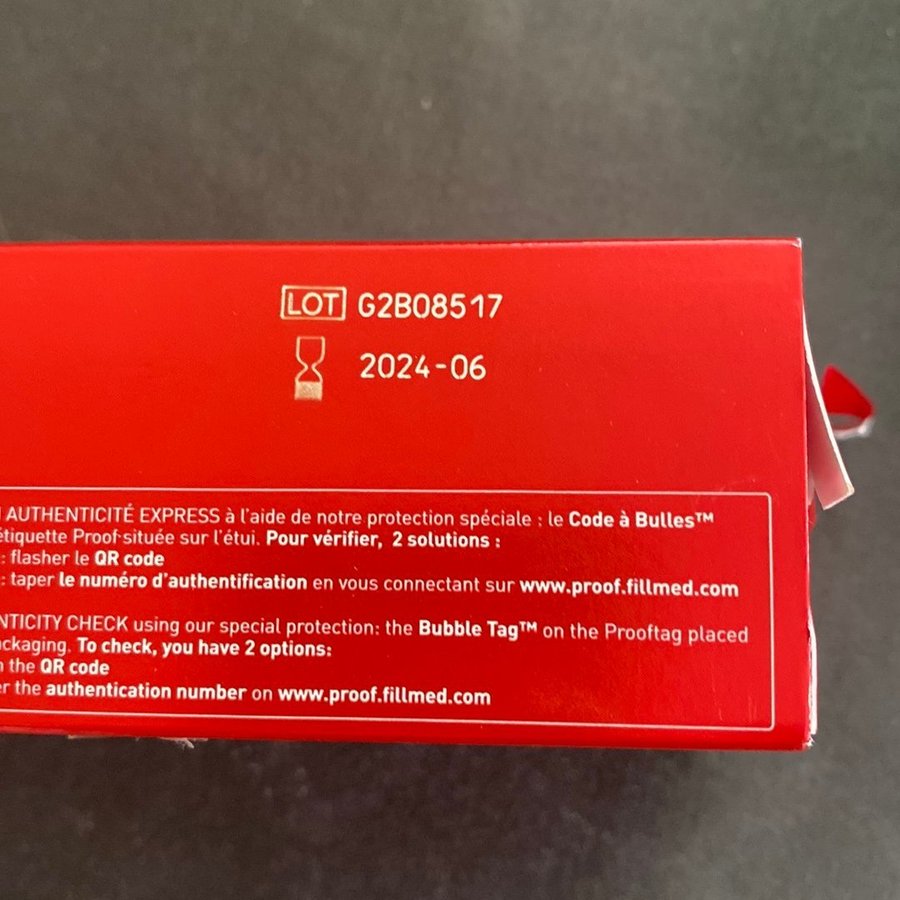 LOT G2B08517
2024-06
AUTHENTICITÉ EXPRESS à l'aide de notre protection spéciale : le Code à Bulles™
étiquette Proof située sur l'étui. Pour vérifier, 2 solutions :
: flasher le QR code
: taper le numéro d'authentification en vous connectant sur www.proof.fillmed.com
NTICITY CHECK using our special protection: the Bubble Tag™ on the Prooftag placed
ackaging. To check, you have 2 options:
n the QR code
er the authentication number on www.proof.fillmed.com